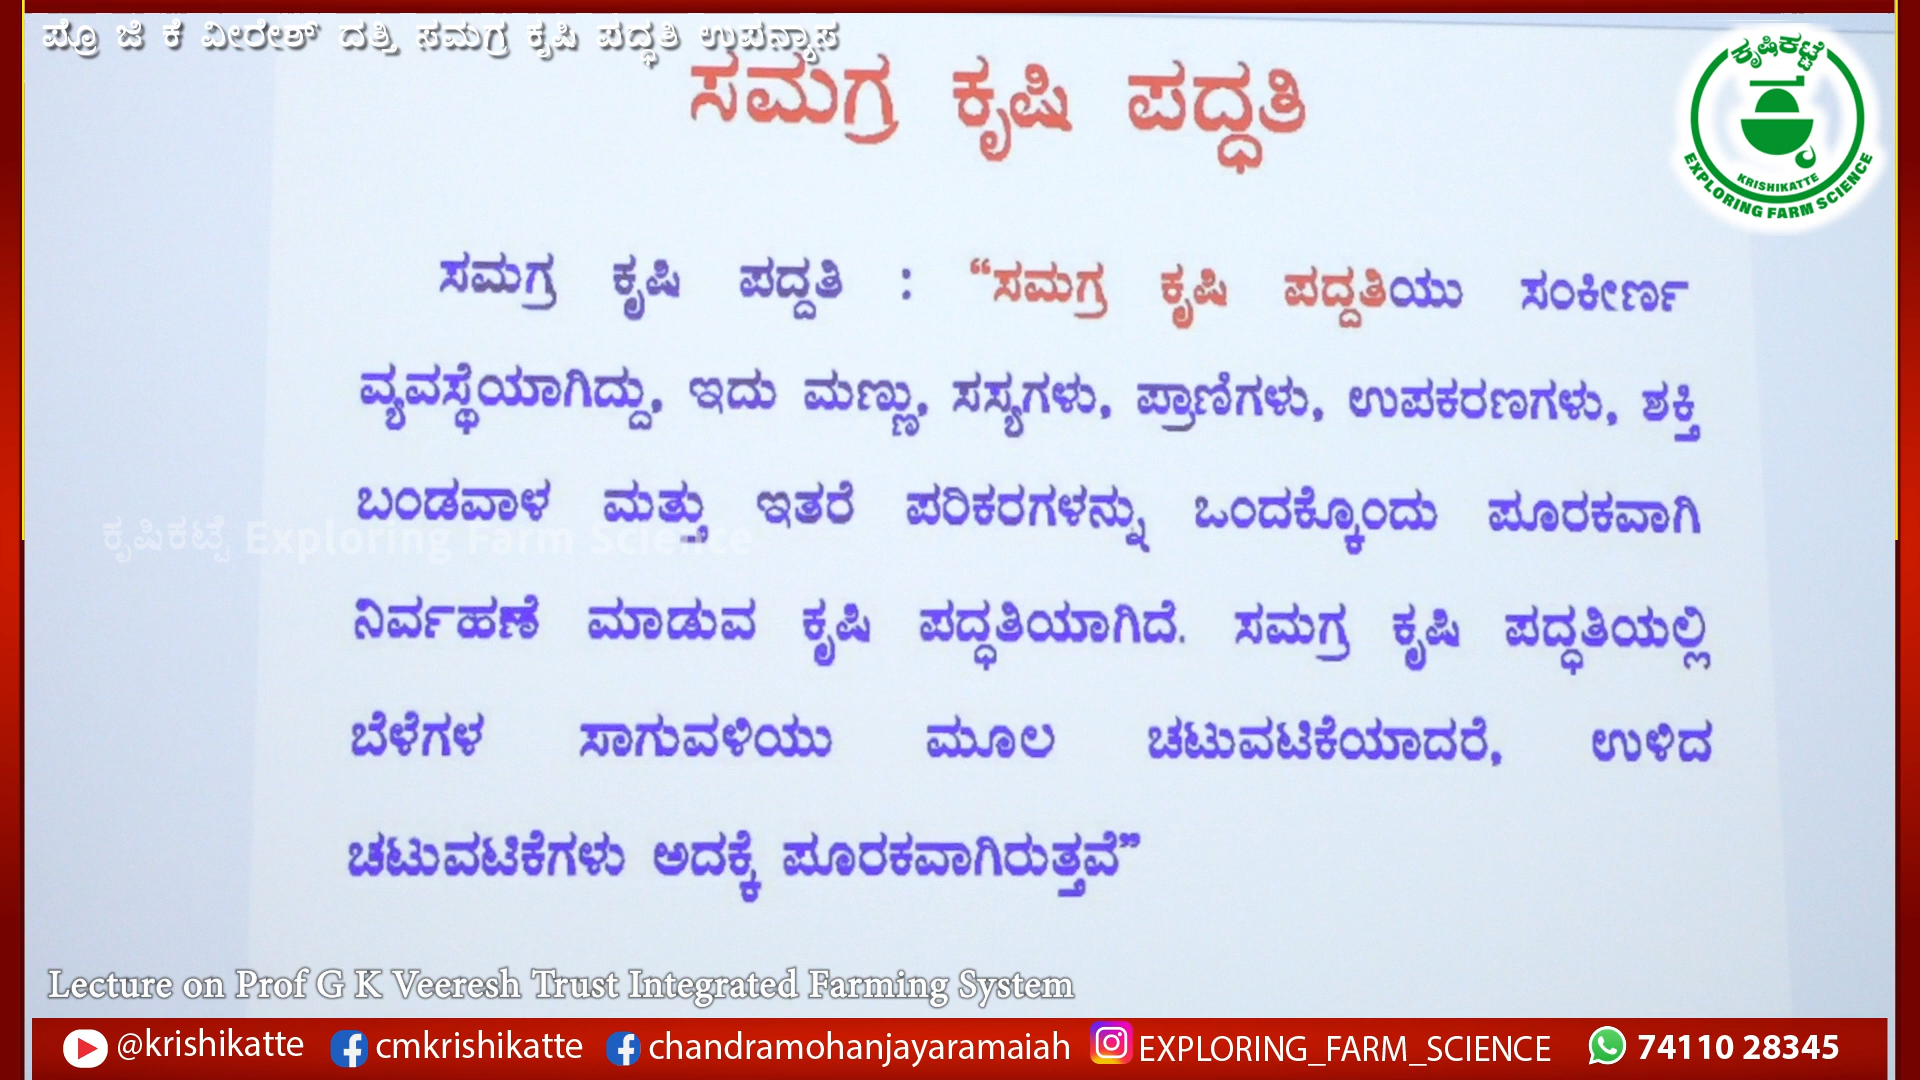 ಪ್ರೊ ಜಿ ಕೆ ವೀರೇಶ್ ದತ್ತಿ ಸಮಗ್ರ ಕೃಷಿ ಪದ್ಧತಿ ಉಪನ್ಯಾಸ
ಸಮಗ್ರ ಕೃಷಿ ಪದ್ಧತಿ
ಕೃಷಿಕಟ್ಟೆ
KRISHIKATTE
EXPLORING FARM SCIENCE
ಸಮಗ್ರ ಕೃಷಿ ಪದ್ದತಿ : “ಸಮಗ್ರ ಕೃಷಿ ಪದ್ದತಿಯು ಸಂಕೀರ್ಣ
ವ್ಯವಸ್ಥೆಯಾಗಿದ್ದು, ಇದು ಮಣ್ಣು, ಸಸ್ಯಗಳು, ಪ್ರಾಣಿಗಳು, ಉಪಕರಣಗಳು, ಶಕ್ತಿ
ಬಂಡವಾಳ ಮತ್ತು ಇತರೆ ಪರಿಕರಗಳನ್ನು ಒಂದಕ್ಕೊಂದು ಪೂರಕವಾಗಿ
ಕೃಷಿಕಟ್ಟೆ Exploring Farm Science
ನಿರ್ವಹಣೆ ಮಾಡುವ ಕೃಷಿ ಪದ್ಧತಿಯಾಗಿದೆ. ಸಮಗ್ರ ಕೃಷಿ ಪದ್ಧತಿಯಲ್ಲಿ
ಬೆಳೆಗಳ ಸಾಗುವಳಿಯು ಮೂಲ ಚಟುವಟಿಕೆಯಾದರೆ, ಉಳಿದ
ಚಟುವಟಿಕೆಗಳು ಅದಕ್ಕೆ ಪೂರಕವಾಗಿರುತ್ತವೆ”
Lecture on Prof G K Veeresh Trust Integrated Farming System
@krishikatte cmkrishikatte chandramohanjayaramaiah EXPLORING_FARM_SCIENCE 74110 28345